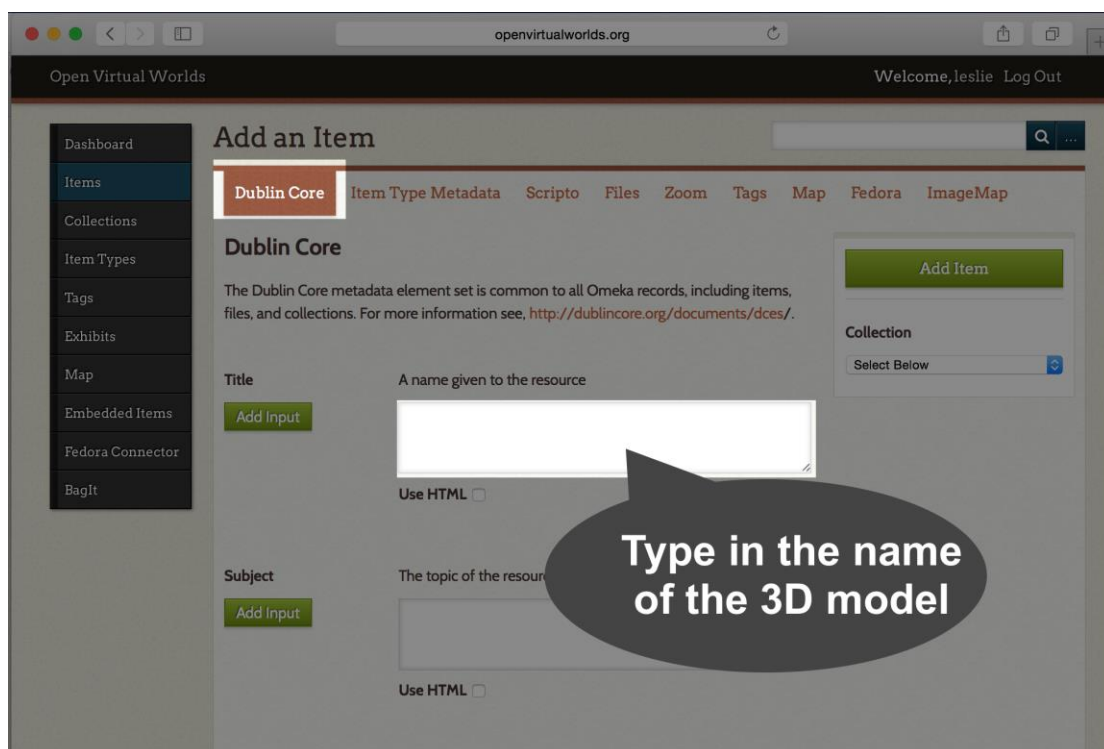 openvirtualworlds.org
Open Virtual Worlds
Welcome, leslie Log Out
Dashboard
Items
Collections
Item Types
Tags
Exhibits
Map
Embedded Items
Fedora Connector
BagIt
Add an Item
...
Dublin Core Item Type Metadata Scripto Files Zoom Tags Map Fedora ImageMap
Dublin Core
The Dublin Core metadata element set is common to all Omeka records, including items,
files, and collections. For more information see, http://dublincore.org/documents/dces/.
Add Item
Collection
Select Below
Title
A name given to the resource
Add Input
Use HTML
Type in the name
of the 3D model
Subject
The topic of the
Add Input
Use HTML